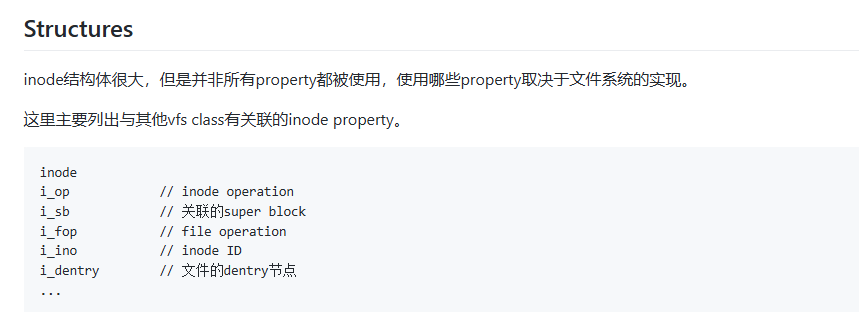 Structures
inode结构体很大，但是并非所有property都被使用，使用哪些property取决于文件系统的实现。
这里主要列出与其他vfs class有关联的inode property。
inode
i_op // inode operation
i_sb // 关联的super block
i_fop // file operation
i_ino // inode ID
i_dentry // 文件的dentry节点
...